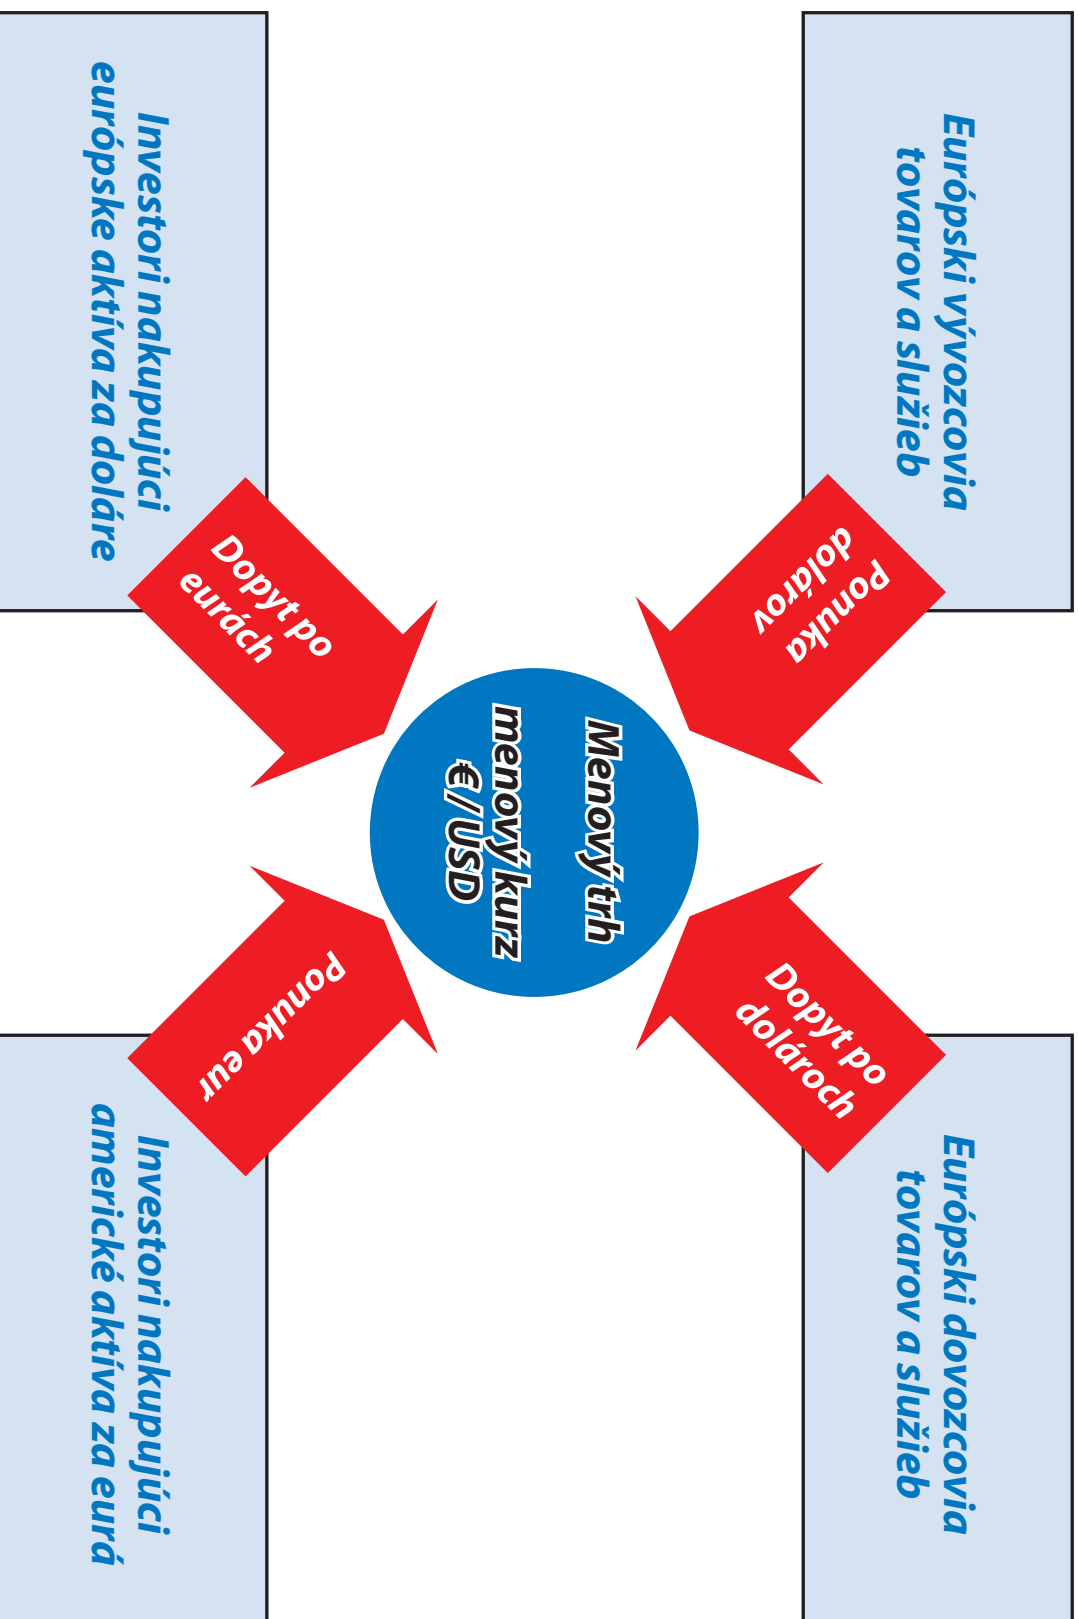 Európski vývozcovia
tovarov a služieb
Ponuka
dolárov
Európski dovozcovia
tovarov a služieb
Dopyt po
dolároch
Menový trh
menový kurz
€/USD
Investori nakupujúci
európske aktíva za doláre
Dopyt po
eurách
Investori nakupujúci
americké aktíva za eurá
Ponuka eur